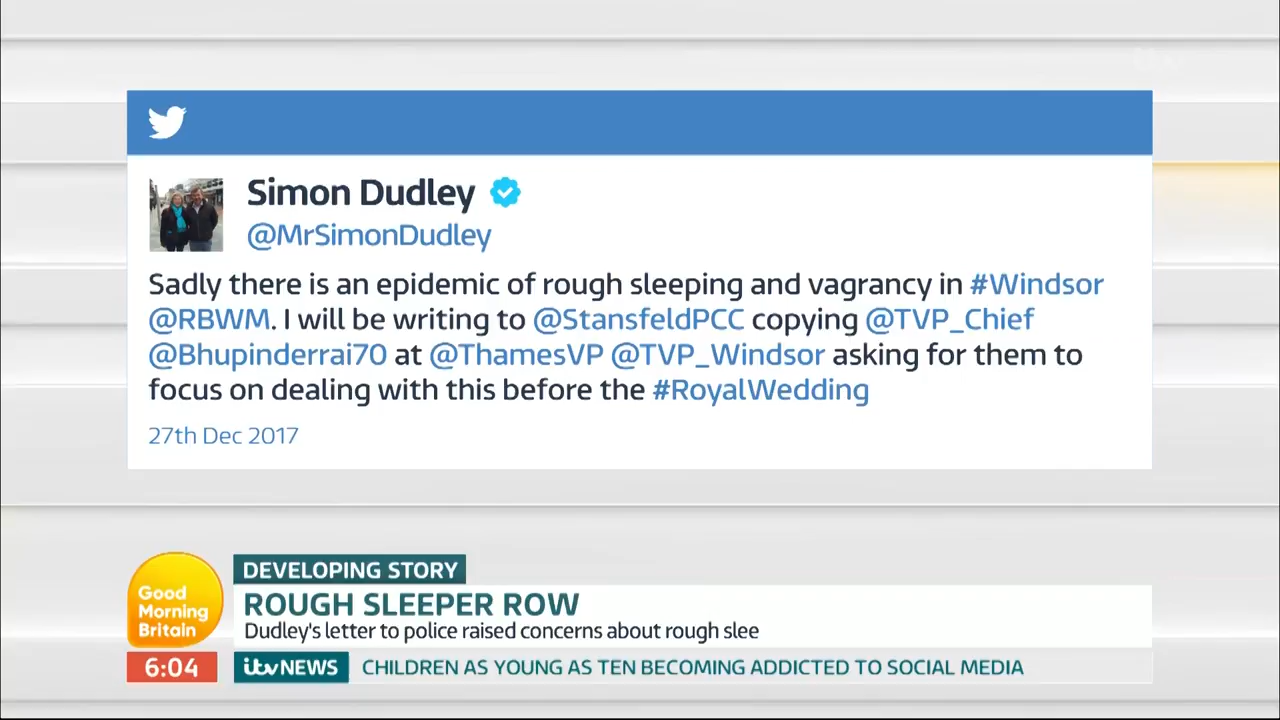 itv
Simon Dudley
@MrSimonDudley
Sadly there is an epidemic of rough sleeping and vagrancy in #Windsor
@RBWM. I will be writing to @StansfeldPCC copying @TVP_Chief
@Bhupinderrai70 at @ThamesVP @TVP_Windsor asking for them to
focus on dealing with this before the #RoyalWedding
27th Dec 2017
Good
Morning
Britain
DEVELOPING STORY
ROUGH SLEEPER ROW
Dudley's letter to police raised concerns about rough slee
6:04
itv NEWS
CHILDREN AS YOUNG AS TEN BECOMING ADDICTED TO SOCIAL MEDIA